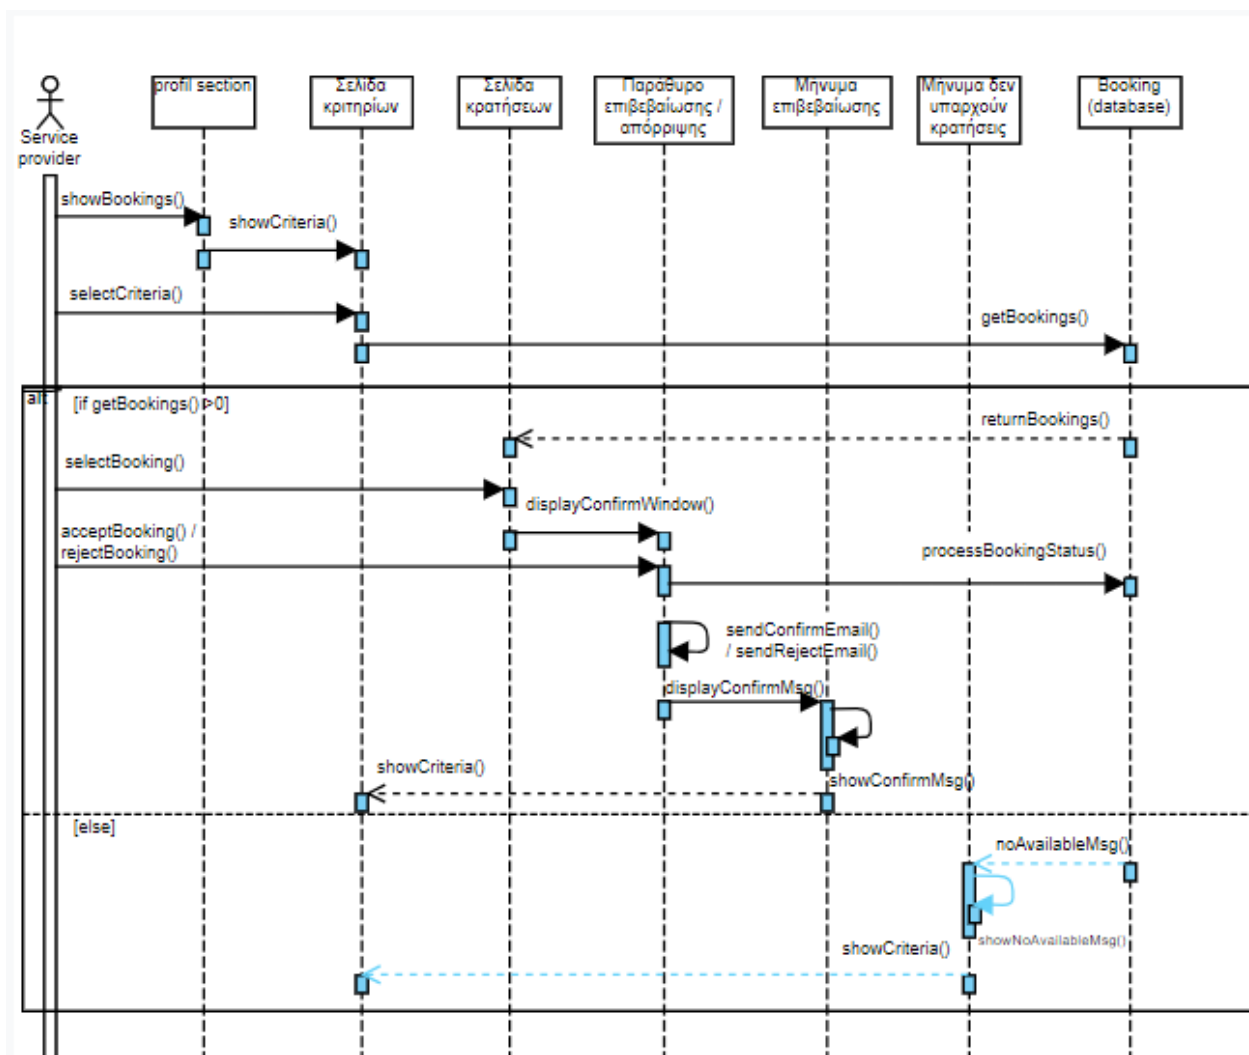 profil section
Σελίδα
κριτηρίων
Σελίδα
κρατήσεων
Παράθυρο
επιβεβαίωσης /
απόρριψης
Μήνυμα
επιβεβαίωσης
Μήνυμα δεν
υπαρχούν
κρατήσεις
Booking
(database)
Service
provider
showBookings()
showCriteria()
selectCriteria()
getBookings()
alt
[if getBookings()>0]
returnBookings()
selectBooking()
displayConfirmWindow()
acceptBooking() /
rejectBooking()
processBookingStatus()
sendConfirmEmail()
/ sendRejectEmail()
displayConfirmMsg()
showCriteria()
showConfirmMsg()
[else]
noAvailableMsg()
showNoAvailableMsg()
showCriteria()